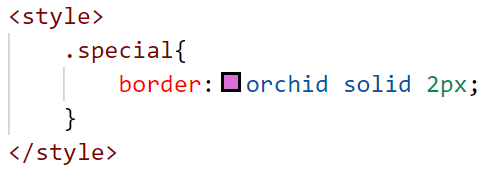 <style>
.special{
border: orchid solid 2px;
}
</style>